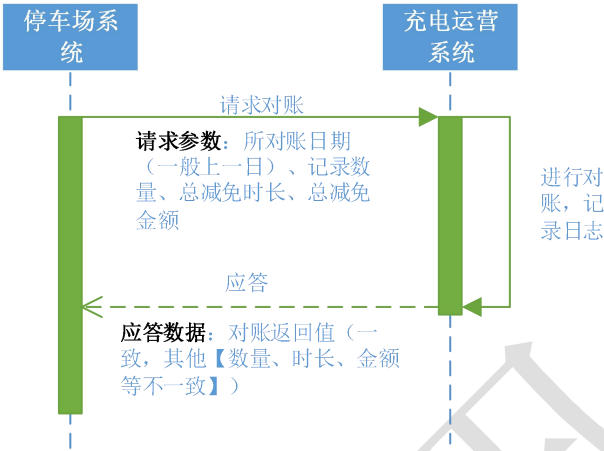 停车场系
统
充电运营
系统
请求对账
请求参数：所对账日期
（一般上一日）、记录数
量、总减免时长、总减免
金额
进行对
账，记
录日志
应答
应答数据：对账返回值（一
致，其他【数量、时长、金额
等不一致】）